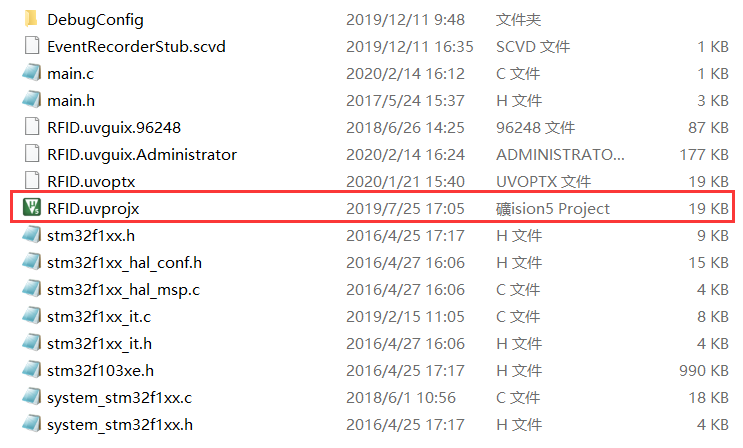 DebugConfig 2019/12/11 9:48 文件夹
EventRecorderStub.scvd 2019/12/11 16:35 SCVD 文件 1 KB
main.c 2020/2/14 16:12 C 文件 1 KB
main.h 2017/5/24 15:37 H 文件 3 KB
RFID.uvguix.96248 2018/6/26 14:25 96248 文件 87 KB
RFID.uvguix.Administrator 2020/2/14 16:24 ADMINISTRATO... 177 KB
RFID.uvoptx 2020/1/21 15:40 UVOPTX 文件 19 KB
RFID.uvprojx 2019/7/25 17:05 礦ision5 Project 19 KB
stm32f1xx.h 2016/4/25 17:17 H 文件 9 KB
stm32f1xx_hal_conf.h 2016/4/27 16:06 H 文件 15 KB
stm32f1xx_hal_msp.c 2016/4/27 16:06 C 文件 4 KB
stm32f1xx_it.c 2019/2/15 11:05 C 文件 8 KB
stm32f1xx_it.h 2016/4/27 16:06 H 文件 4 KB
stm32f103xe.h 2016/4/25 17:17 H 文件 990 KB
system_stm32f1xx.c 2018/6/1 10:56 C 文件 18 KB
system_stm32f1xx.h 2016/4/25 17:17 H 文件 4 KB